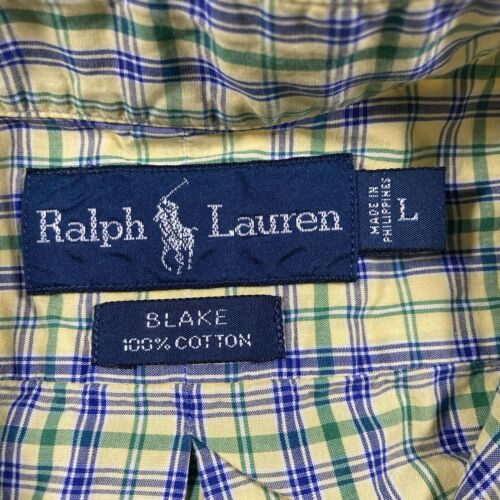 Ralph Lauren
MADE IN
PHILIPPINES
L
BLAKE
100% COTTON